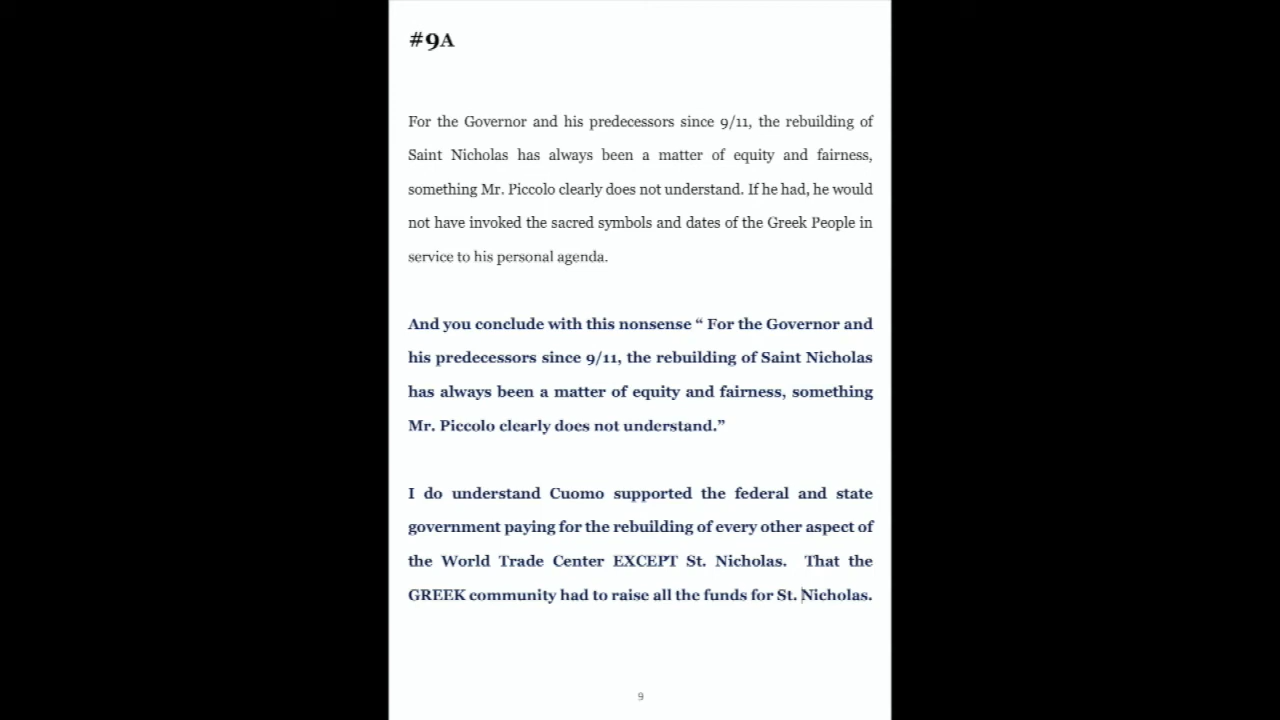 #9A
For the Governor and his predecessors since 9/11, the rebuilding of
Saint Nicholas has always been a matter of equity and fairness,
something Mr. Piccolo clearly does not understand. If he had, he would
not have invoked the sacred symbols and dates of the Greek People in
service to his personal agenda.
And you conclude with this nonsense “ For the Governor and
his predecessors since 9/11, the rebuilding of Saint Nicholas
has always been a matter of equity and fairness, something
Mr. Piccolo clearly does not understand.”
I do understand Cuomo supported the federal and state
government paying for the rebuilding of every other aspect of
the World Trade Center EXCEPT St. Nicholas.  That the
GREEK community had to raise all the funds for St. Nicholas.
9